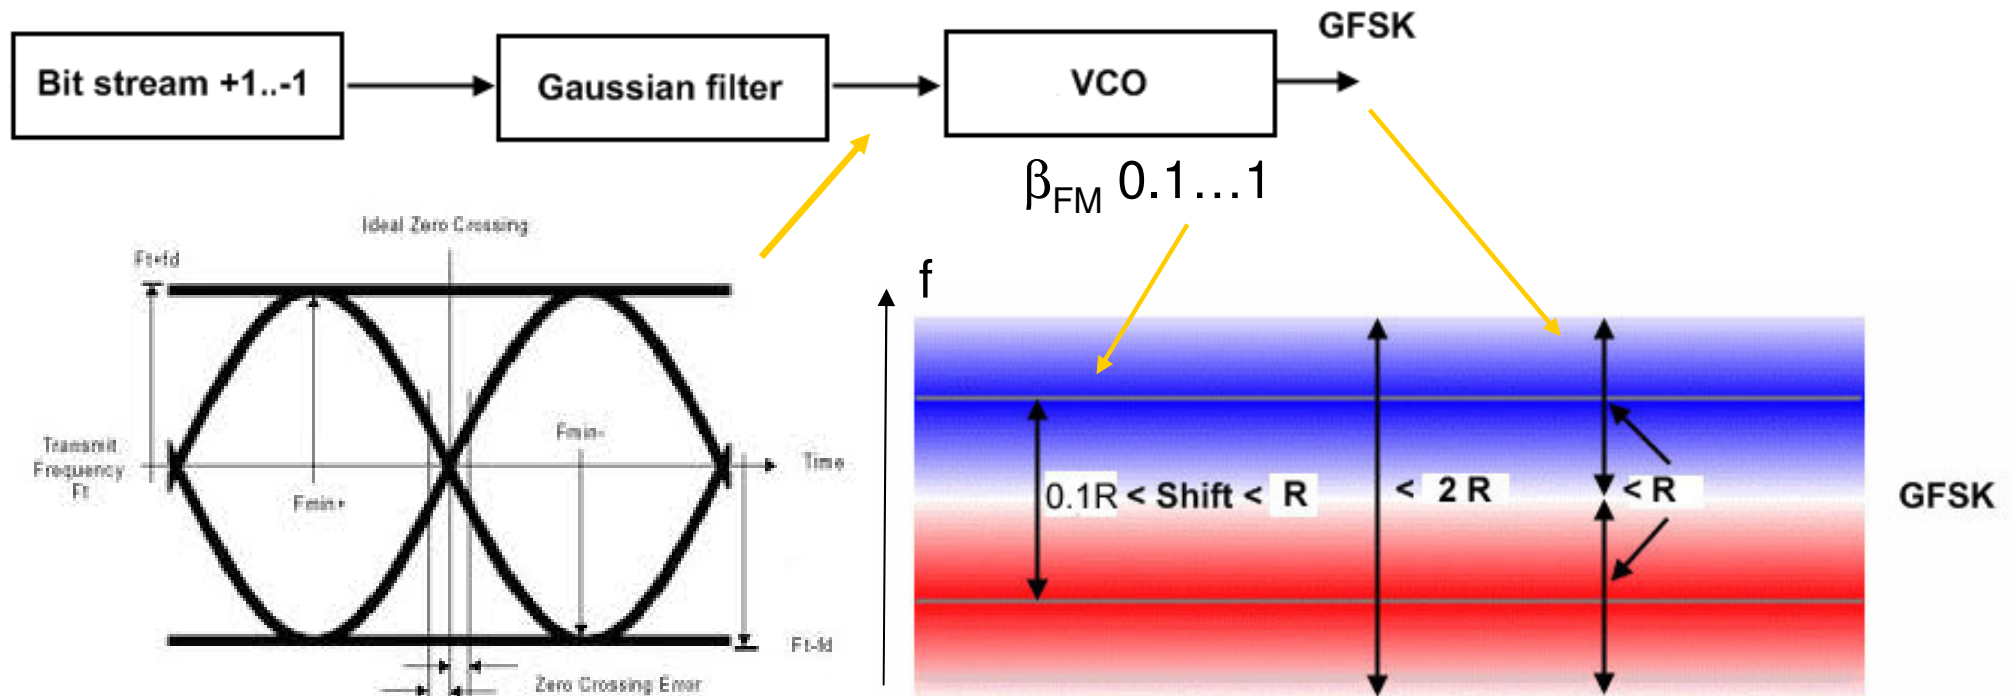 GFSK
Bit stream +1..-1
Gaussian filter
VCO
βFM 0.1...1
Ideal Zero Crossing
Ft+fd
f
Transmit
Frequency
Ft
Fmin+
Fmin-
Time
Ft-fd
Zero Crossing Error
0.1R < Shift < R
< 2 R
< R
GFSK